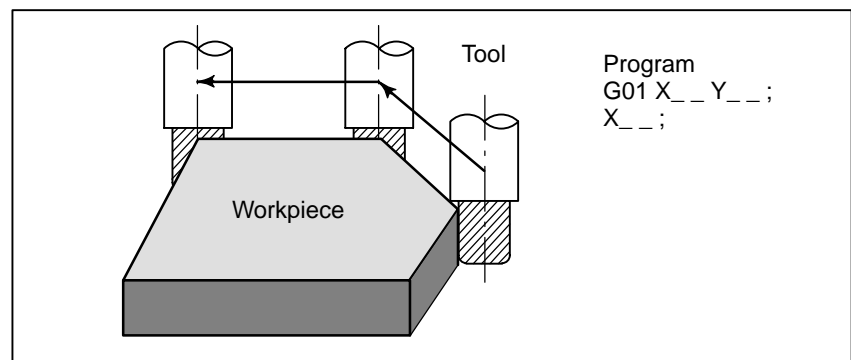 Tool
Program
G01 X_ _ Y_ _ ;
X_ _ ;
Workpiece